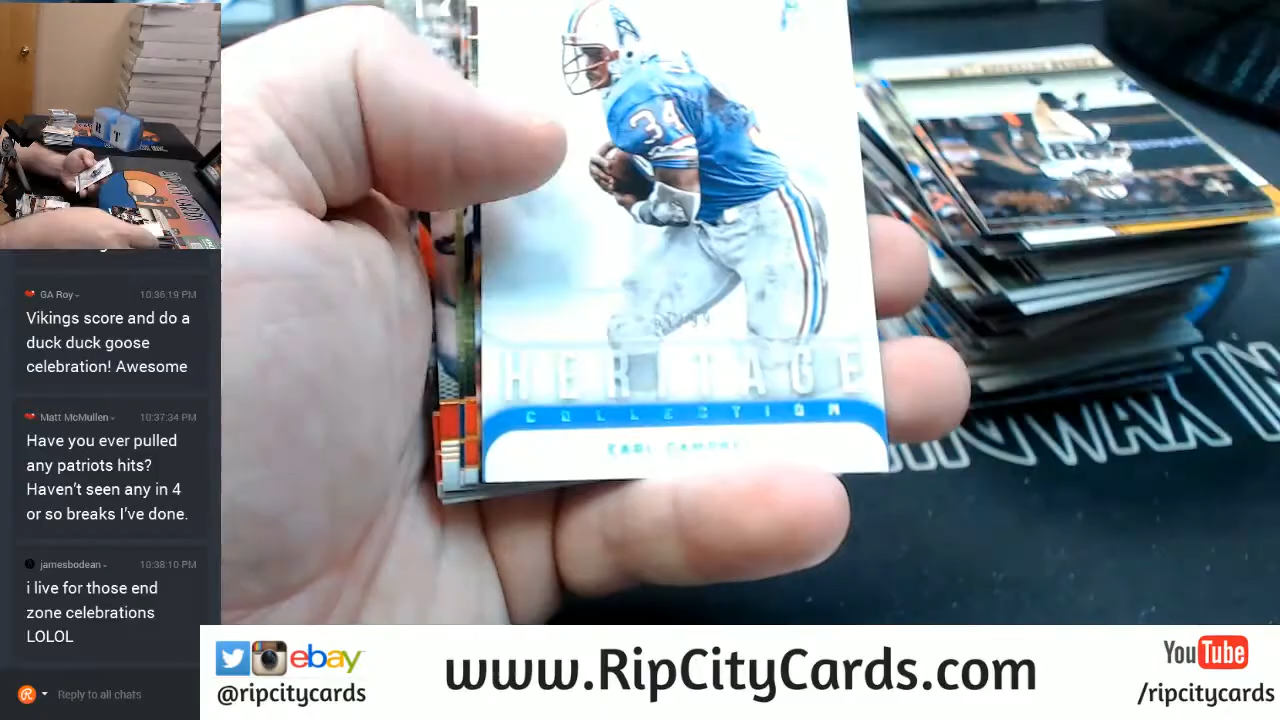 GA Roy
10:36:19 PM
Vikings score and do a
duck duck goose
celebration! Awesome
Matt McMullen
10:37:34 PM
Have you ever pulled
any patriots hits?
Haven't seen any in 4
or so breaks I've done.
jamesbodean
10:38:10 PM
i live for those end
zone celebrations
LOLOL
Reply to all chats
34
HERITAGE
COLLECTION
EARL
ebay
@ripcitycards
www.RipCityCards.com
YouTube
/ripcitycards